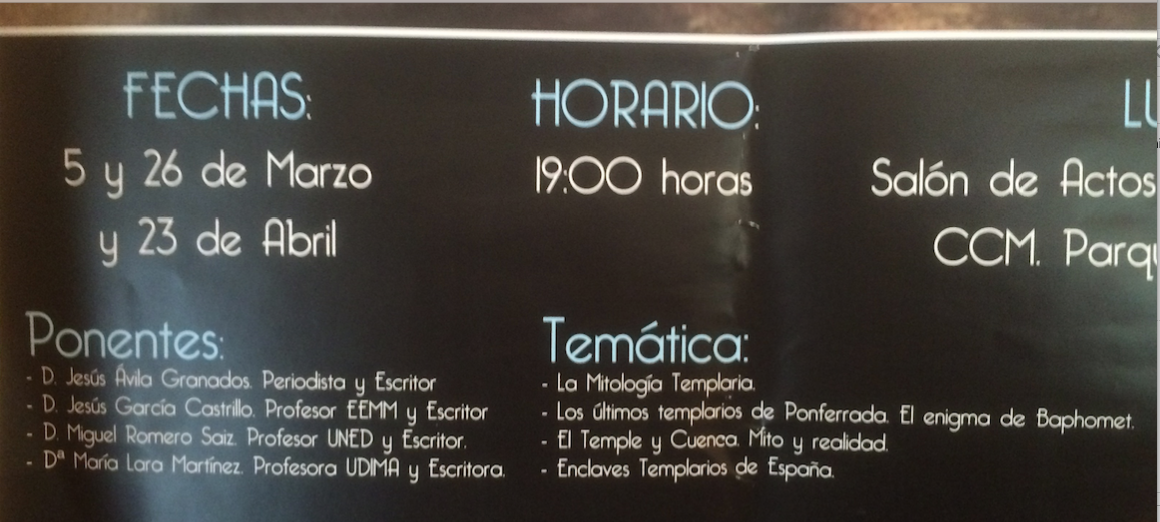 FECHAS:
5 y 26 de Marzo
y 23 de Abril
HORARIO:
19:00 horas
LU
Salón de Actos
CCM. Parqu
Ponentes:
- D. Jesús Ávila Granados. Periodista y Escritor
- D. Jesús García Castrillo. Profesor EEMM y Escritor
- D. Miguel Romero Saiz. Profesor UNED y Escritor.
- Dª María Lara Martínez. Profesora UDIMA y Escritora.
Temática:
- La Mitología Templaria.
- Los últimos templarios de Ponferrada. El enigma de Baphomet.
- El Temple y Cuenca. Mito y realidad.
- Enclaves Templarios de España.